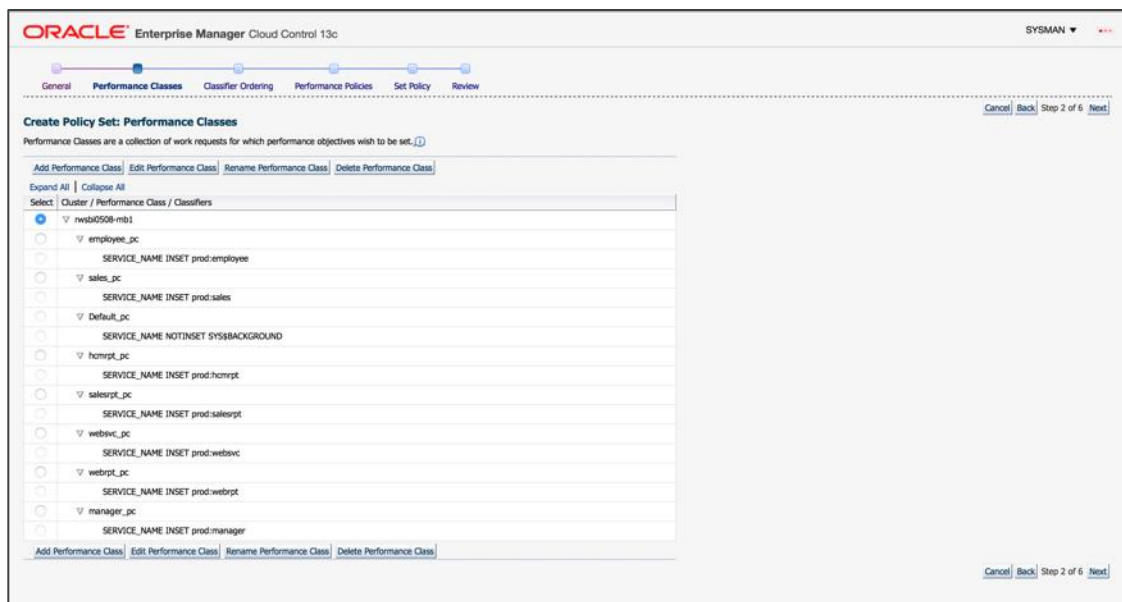 ORACLE Enterprise Manager Cloud Control 13c SYSMAN
General Performance Classes Classifier Ordering Performance Policies Set Policy Review
Cancel Back Step 2 of 6 Next
Create Policy Set: Performance Classes
Performance Classes are a collection of work requests for which performance objectives wish to be set.
Add Performance Class Edit Performance Class Rename Performance Class Delete Performance Class
Expand All | Collapse All
Select Cluster / Performance Class / Classifiers
rwsbi0508-mb1
employee_pc
SERVICE_NAME INSET prod:employee
sales_pc
SERVICE_NAME INSET prod:sales
Default_pc
SERVICE_NAME NOTINSET SYS$BACKGROUND
hcmrpt_pc
SERVICE_NAME INSET prod:hcmrpt
salesrpt_pc
SERVICE_NAME INSET prod:salesrpt
websvc_pc
SERVICE_NAME INSET prod:websvc
webrpt_pc
SERVICE_NAME INSET prod:webrpt
manager_pc
SERVICE_NAME INSET prod:manager
Add Performance Class Edit Performance Class Rename Performance Class Delete Performance Class
Cancel Back Step 2 of 6 Next